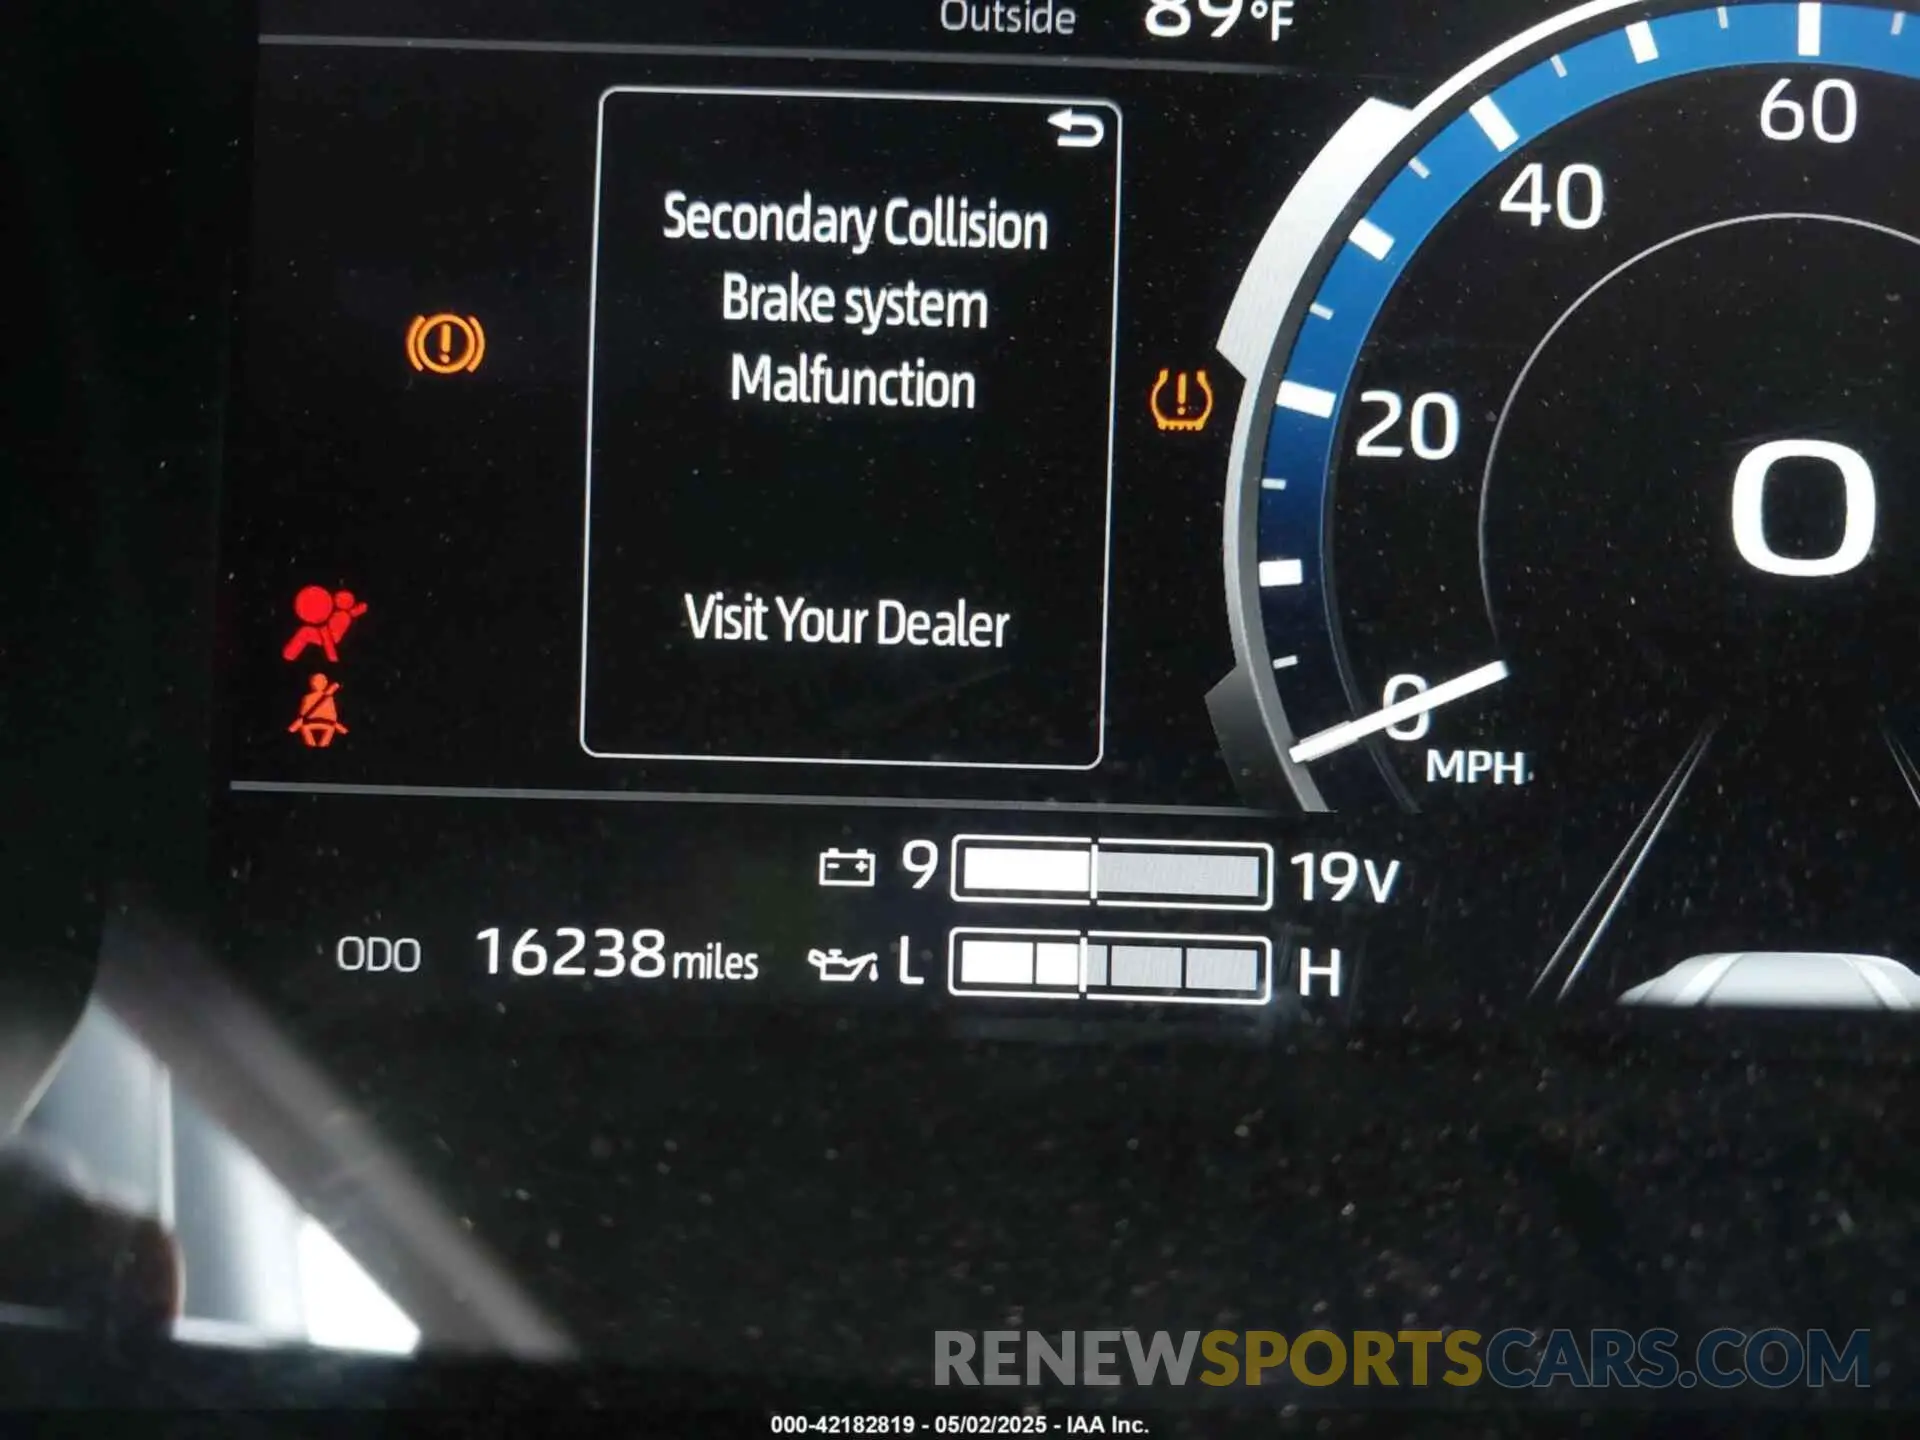 Outside 89°F
Secondary Collision
Brake system
Malfunction
Visit Your Dealer
60
40
20
0
0
MPH
9 19V
ODO 16238 miles L H
RENEWSPORTSCARS.COM
000-42182819 - 05/02/2025 - IAA Inc.